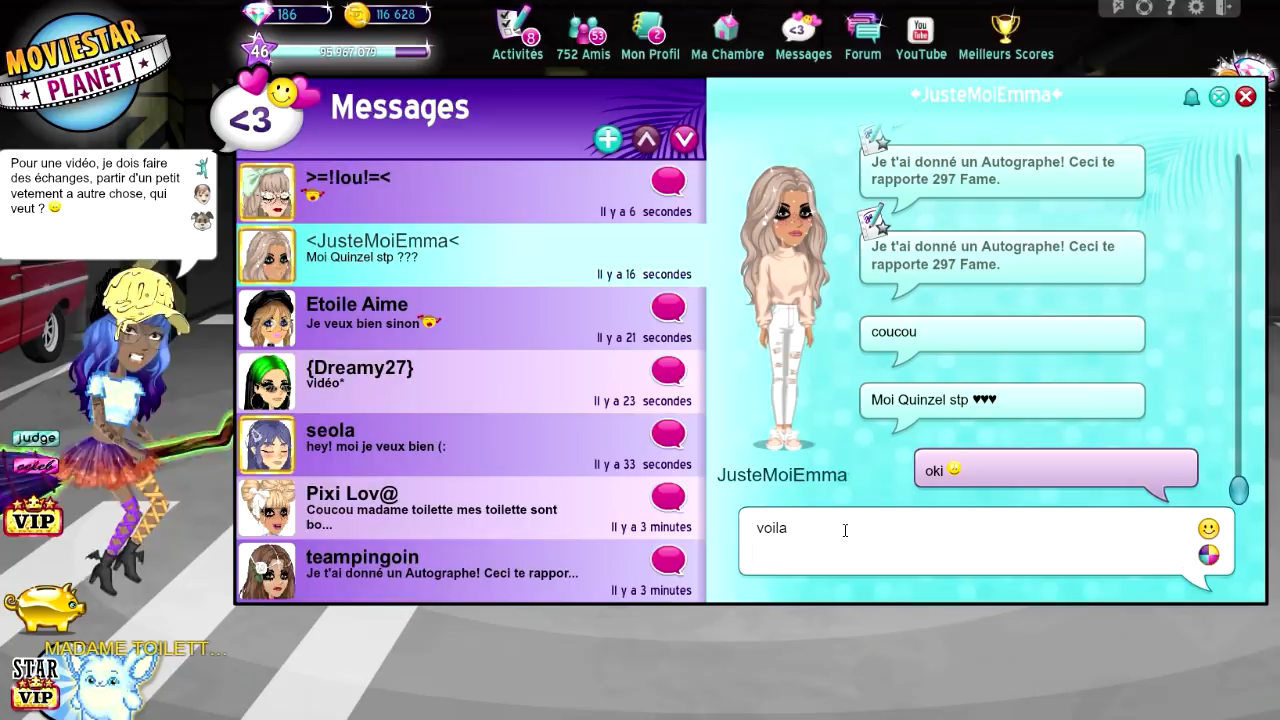 186
116 628
46
95.967.079
8
Activités
53
752 Amis
2
Mon Profil
Ma Chambre
<3
Messages
Forum
You
Tube
YouTube
Meilleurs Scores
MOVIESTAR
PLANET
Pour une vidéo, je dois faire
des échanges, partir d'un petit
vetement a autre chose, qui
veut ?
judge
celeb
VIP
MADAME TOILETT...
STAR
VIP
<3
Messages
>=!lou!=<
Il y a 6 secondes
<JusteMoiEmma<
Moi Quinzel stp ???
Il y a 16 secondes
Etoile Aime
Je veux bien sinon
Il y a 21 secondes
{Dreamy27}
vidéo*
Il y a 23 secondes
seola
hey! moi je veux bien (:
Il y a 33 secondes
Pixi Lov@
Coucou madame toilette mes toilette sont
bo...
Il y a 3 minutes
teampingoin
Je t'ai donné un Autographe! Ceci te rappor...
Il y a 3 minutes
JusteMoiEmma
Je t'ai donné un Autographe! Ceci te
rapporte 297 Fame.
Je t'ai donné un Autographe! Ceci te
rapporte 297 Fame.
coucou
Moi Quinzel stp ♥♥♥
oki
JusteMoiEmma
voila